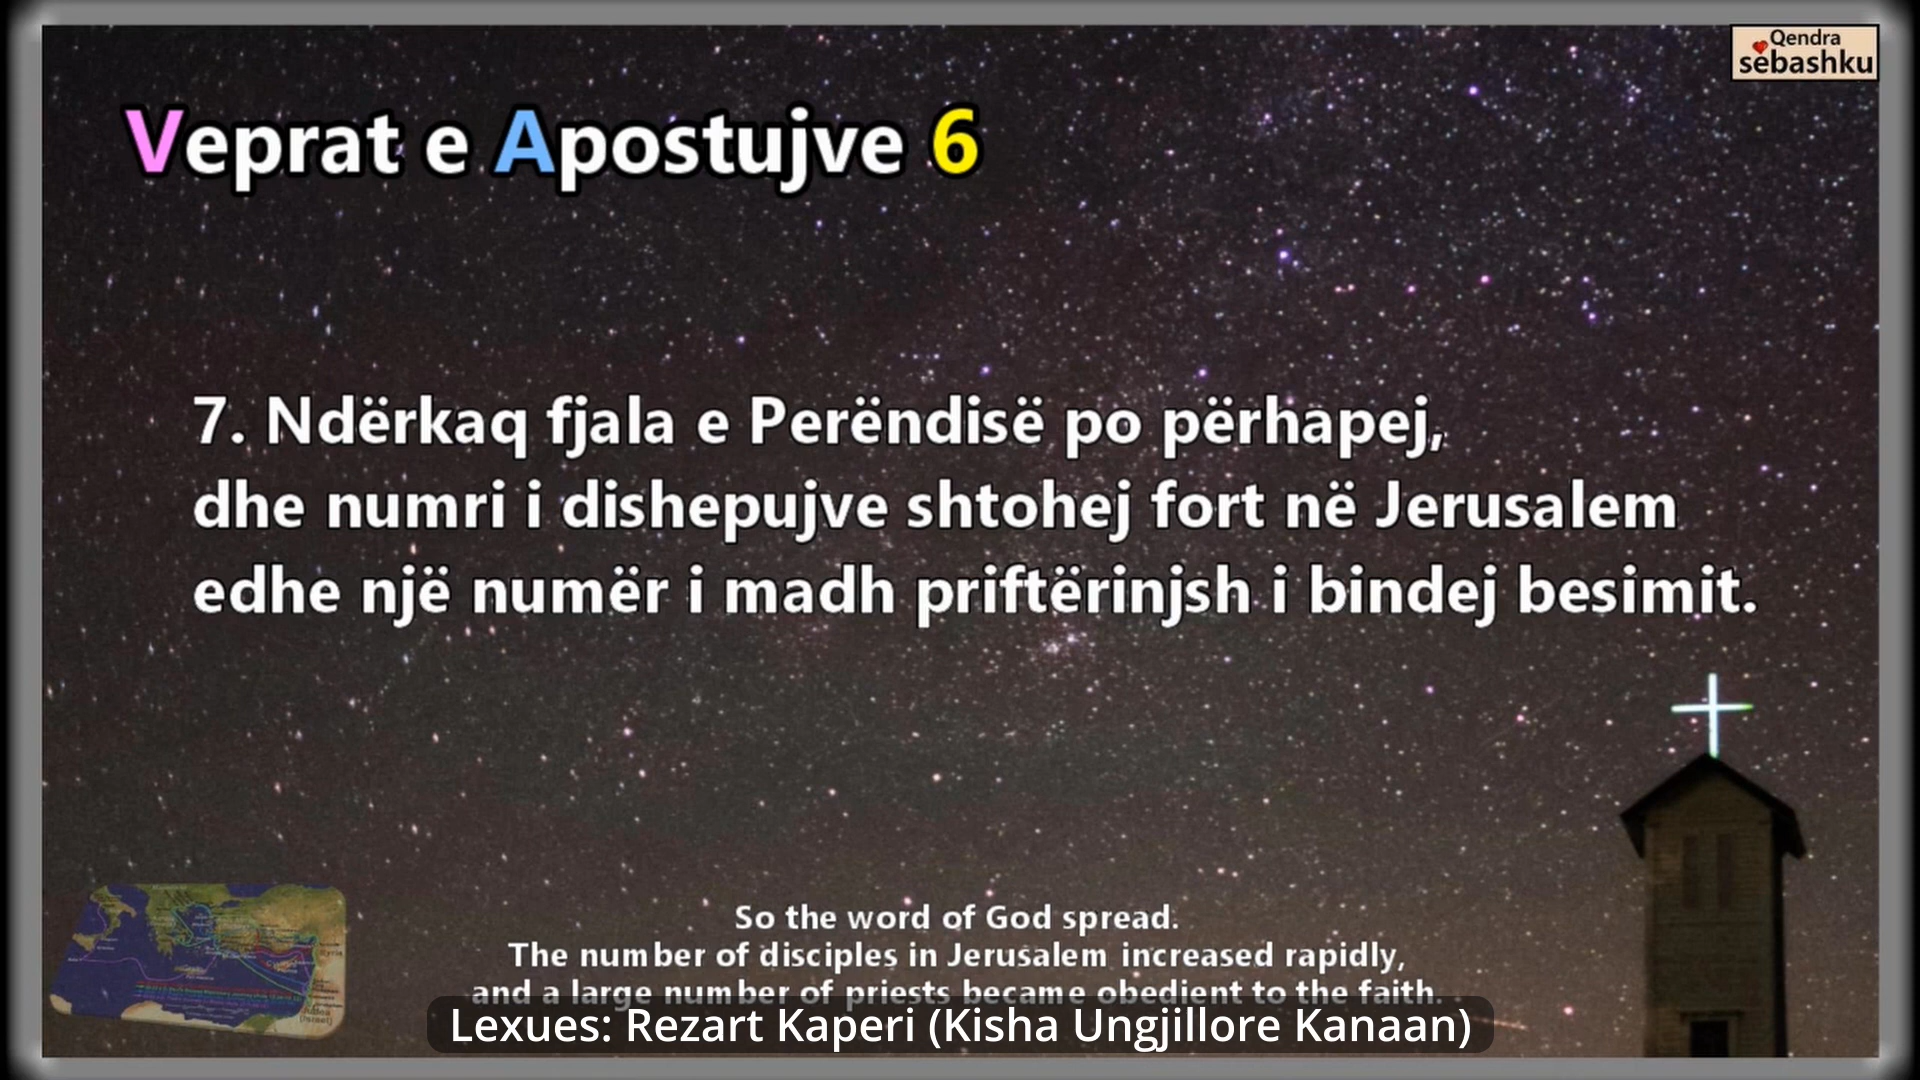 Qendra
sëbashku
Veprat e Apostujve 6
7. Ndërkaq fjala e Perëndisë po përhapej,
dhe numri i dishepujve shtohej fort në Jerusalem
edhe një numër i madh priftërinjsh i bindej besimit.
So the word of God spread.
The number of disciples in Jerusalem increased rapidly,
and a large number of priests became obedient to the faith.
Lexues: Rezart Kaperi (Kisha Ungjillore Kanaan)